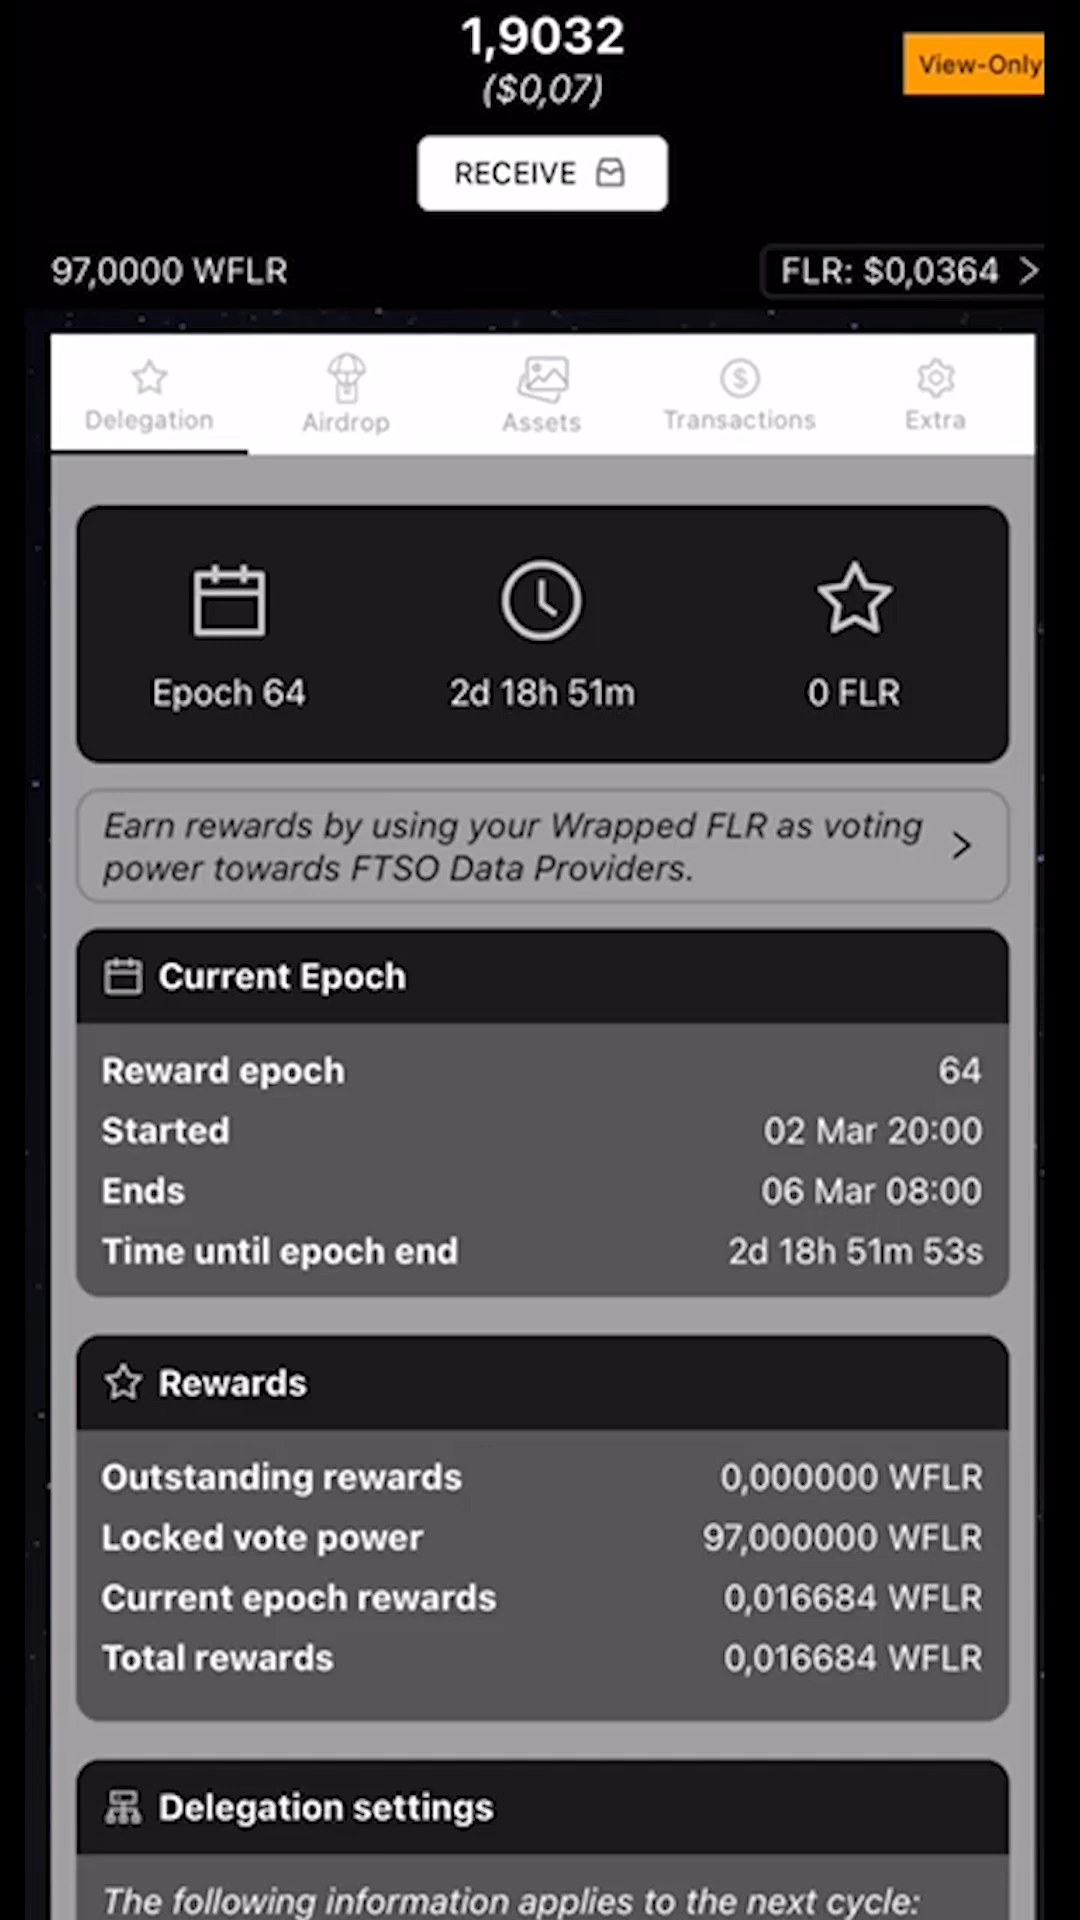 1,9032
($0,07)
View-Only
RECEIVE
97,0000 WFLR
FLR: $0,0364
Delegation
Airdrop
Assets
Transactions
Extra
Epoch 64
2d 18h 51m
0 FLR
Earn rewards by using your Wrapped FLR as voting
power towards FTSO Data Providers.
Current Epoch
Reward epoch 64
Started 02 Mar 20:00
Ends 06 Mar 08:00
Time until epoch end 2d 18h 51m 53s
Rewards
Outstanding rewards 0,000000 WFLR
Locked vote power 97,000000 WFLR
Current epoch rewards 0,016684 WFLR
Total rewards 0,016684 WFLR
Delegation settings
The following information applies to the next cycle: